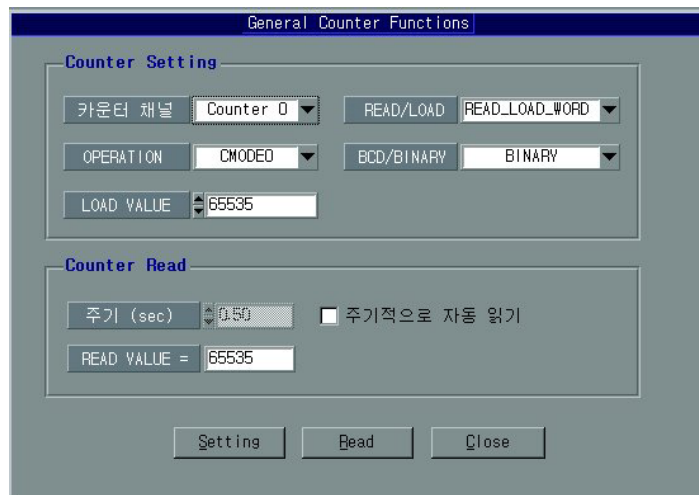 General Counter Functions
Counter Setting
카운터 채널 Counter 0 READ/LOAD READ_LOAD_WORD
OPERATION CMODE0 BCD/BINARY BINARY
LOAD VALUE 65535
Counter Read
주기 (sec) 0.50 주기적으로 자동 읽기
READ VALUE = 65535
Setting Read Close